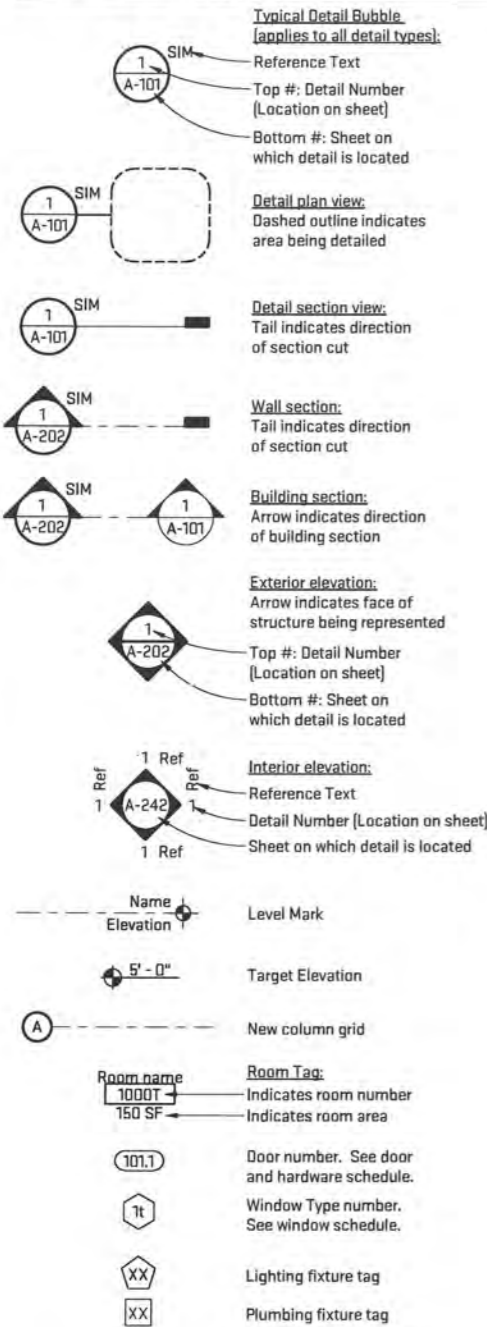 Typical Detail Bubble
(applies to all detail types):
SIM
Reference Text
1
A-101
Top #: Detail Number
(Location on sheet)
Bottom #: Sheet on
which detail is located
SIM
1
A-101
Detail plan view:
Dashed outline indicates
area being detailed
SIM
1
A-101
Detail section view:
Tail indicates direction
of section cut
SIM
1
A-202
Wall section:
Tail indicates direction
of section cut
SIM
1
A-202
1
A-101
Building section:
Arrow indicates direction
of building section
Exterior elevation:
Arrow indicates face of
structure being represented
1
A-202
Top #: Detail Number
(Location on sheet)
Bottom #: Sheet on
which detail is located
1 Ref
1 Ref
A-242
1 Ref
1 Ref
Interior elevation:
Reference Text
Detail Number (Location on sheet)
Sheet on which detail is located
Name
Elevation
Level Mark
5' - 0"
Target Elevation
A
New column grid
Room name
1000T
150 SF
Room Tag:
Indicates room number
Indicates room area
101.1
Door number. See door
and hardware schedule.
1t
Window Type number.
See window schedule.
XX
Lighting fixture tag
XX
Plumbing fixture tag